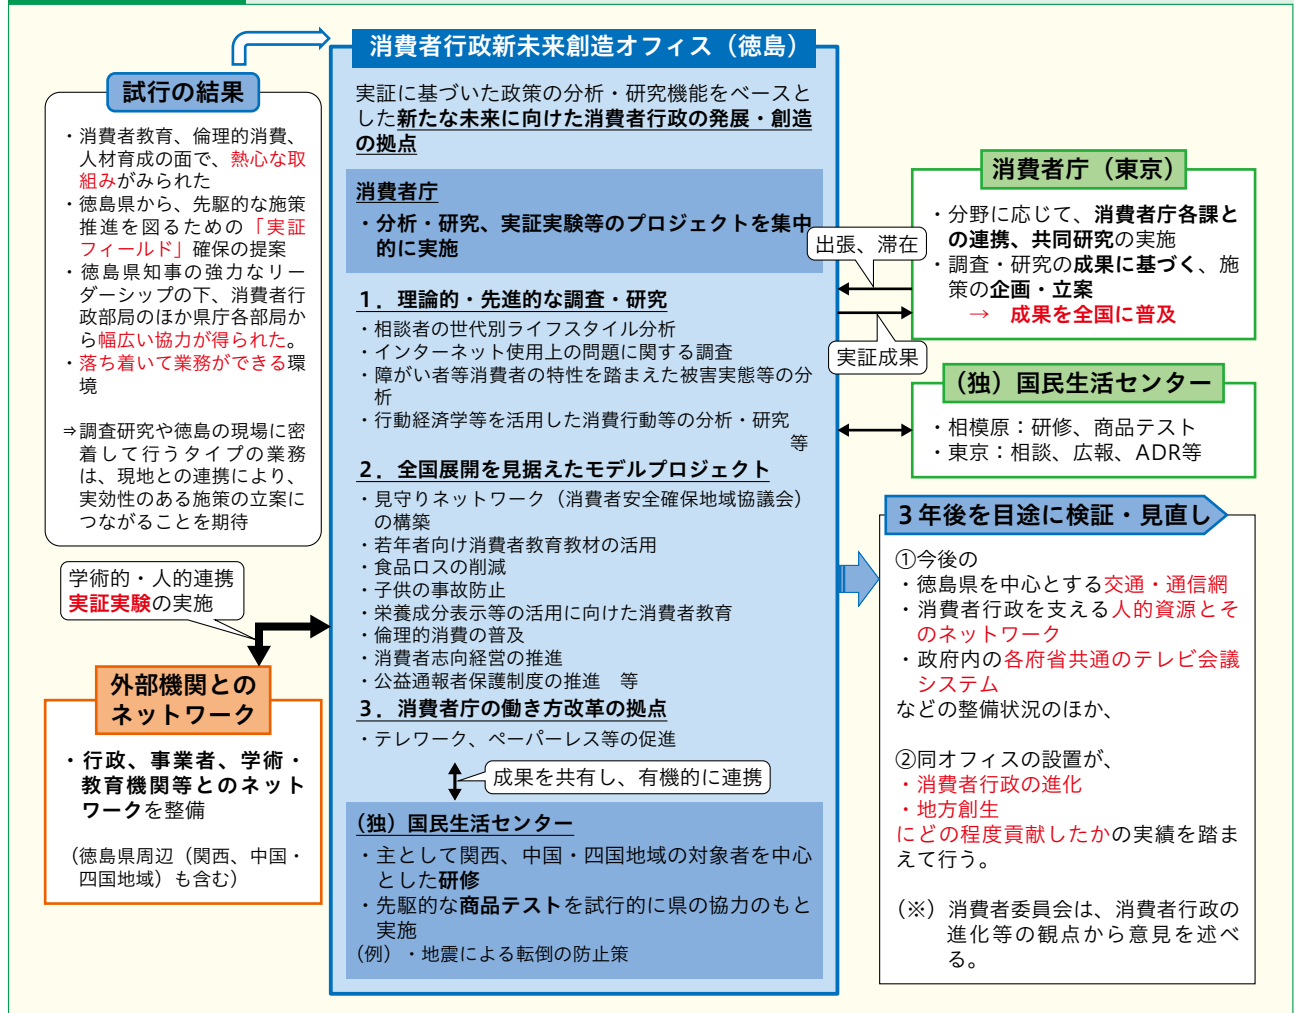 試行の結果
・消費者教育、倫理的消費、
人材育成の面で、熱心な取
組みがみられた
・徳島県から、先駆的な施策
推進を図るための「実証
フィールド」確保の提案
・徳島県知事の強力なリー
ダーシップの下、消費者行
政部局のほか県庁各部局か
ら幅広い協力が得られた。
・落ち着いて業務ができる環
境
⇒調査研究や徳島の現場に密
着して行うタイプの業務
は、現地との連携により、
実効性のある施策の立案に
つながることを期待
学術的・人的連携
実証実験の実施
外部機関との
ネットワーク
・行政、事業者、学術・
教育機関等とのネット
ワークを整備
（徳島県周辺（関西、中国・
四国地域）も含む）
消費者行政新未来創造オフィス（徳島）
実証に基づいた政策の分析・研究機能をベースと
した新たな未来に向けた消費者行政の発展・創造
の拠点
消費者庁
・分析・研究、実証実験等のプロジェクトを集中
的に実施
１．理論的・先進的な調査・研究
・相談者の世代別ライフスタイル分析
・インターネット使用上の問題に関する調査
・障がい者等消費者の特性を踏まえた被害実態等の分
析
・行動経済学等を活用した消費行動等の分析・研究
等
２．全国展開を見据えたモデルプロジェクト
・見守りネットワーク（消費者安全確保地域協議会）
の構築
・若年者向け消費者教育教材の活用
・食品ロスの削減
・子供の事故防止
・栄養成分表示等の活用に向けた消費者教育
・倫理的消費の普及
・消費者志向経営の推進
・公益通報者保護制度の推進　等
３．消費者庁の働き方改革の拠点
・テレワーク、ペーパーレス等の促進
成果を共有し、有機的に連携
（独）国民生活センター
・主として関西、中国・四国地域の対象者を中心
とした研修
・先駆的な商品テストを試行的に県の協力のもと
実施
（例）・地震による転倒の防止策
出張、滞在
実証成果
消費者庁（東京）
・分野に応じて、消費者庁各課と
の連携、共同研究の実施
・調査・研究の成果に基づく、施
策の企画・立案
→　成果を全国に普及
（独）国民生活センター
・相模原：研修、商品テスト
・東京：相談、広報、ADR等
３年後を目途に検証・見直し
①今後の
・徳島県を中心とする交通・通信網
・消費者行政を支える人的資源とそ
のネットワーク
・政府内の各府省共通のテレビ会議
システム
などの整備状況のほか、
②同オフィスの設置が、
・消費者行政の進化
・地方創生
にどの程度貢献したかの実績を踏ま
えて行う。
（※）消費者委員会は、消費者行政の
進化等の観点から意見を述べ
る。